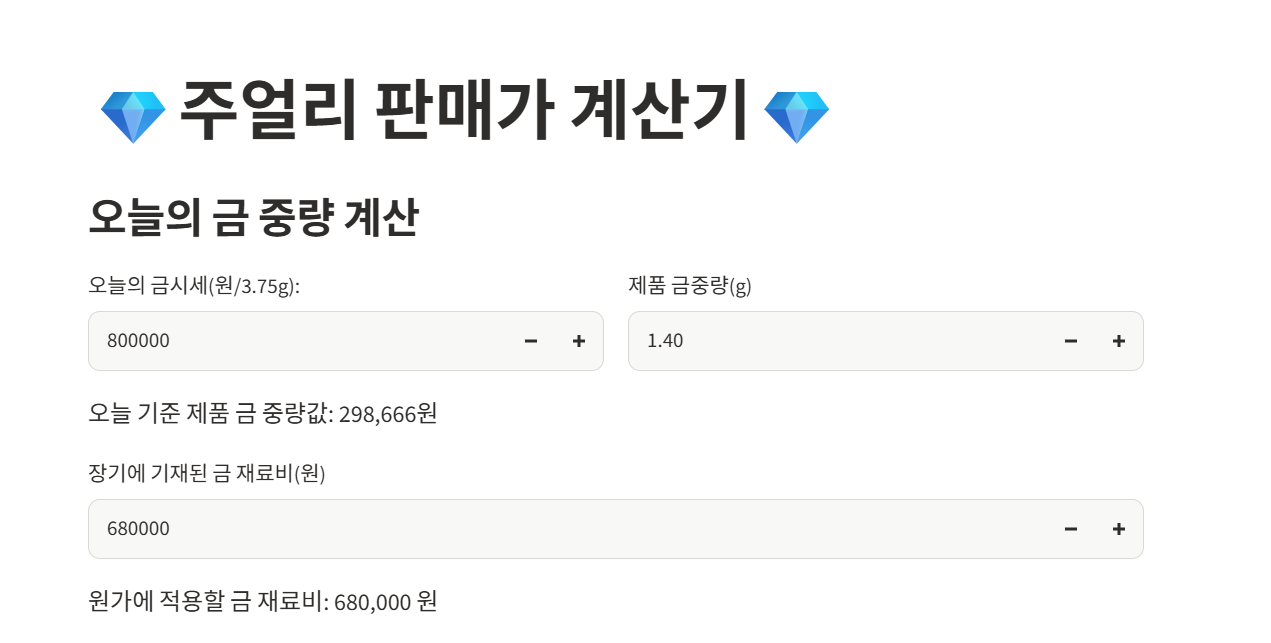 💎 주얼리 판매가 계산기 💎
오늘의 금 중량 계산
오늘의 금시세(원/3.75g): 제품 금중량(g)
800000 − + 1.40 − +
오늘 기준 제품 금 중량값: 298,666원
장기에 기재된 금 재료비(원)
680000 − +
원가에 적용할 금 재료비: 680,000 원